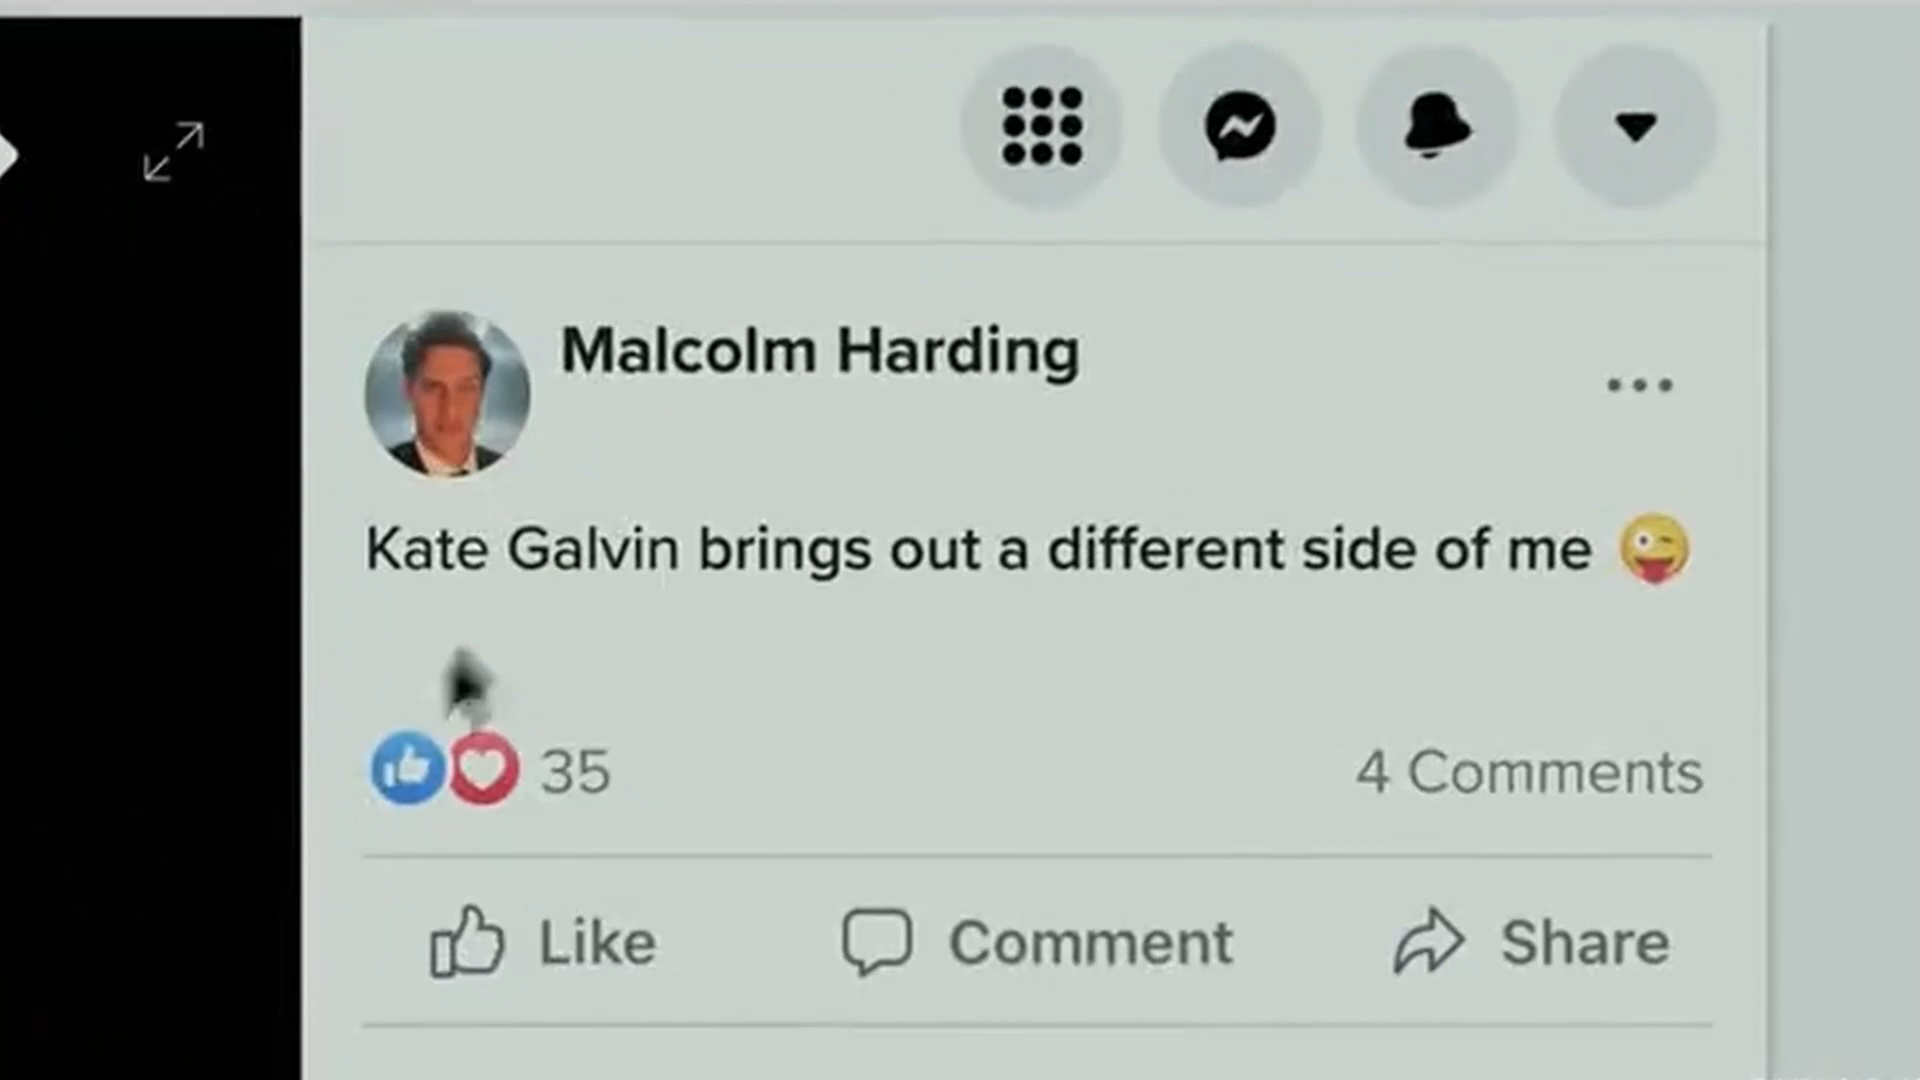 Malcolm Harding
Kate Galvin brings out a different side of me 😜
35
4 Comments
Like
Comment
Share